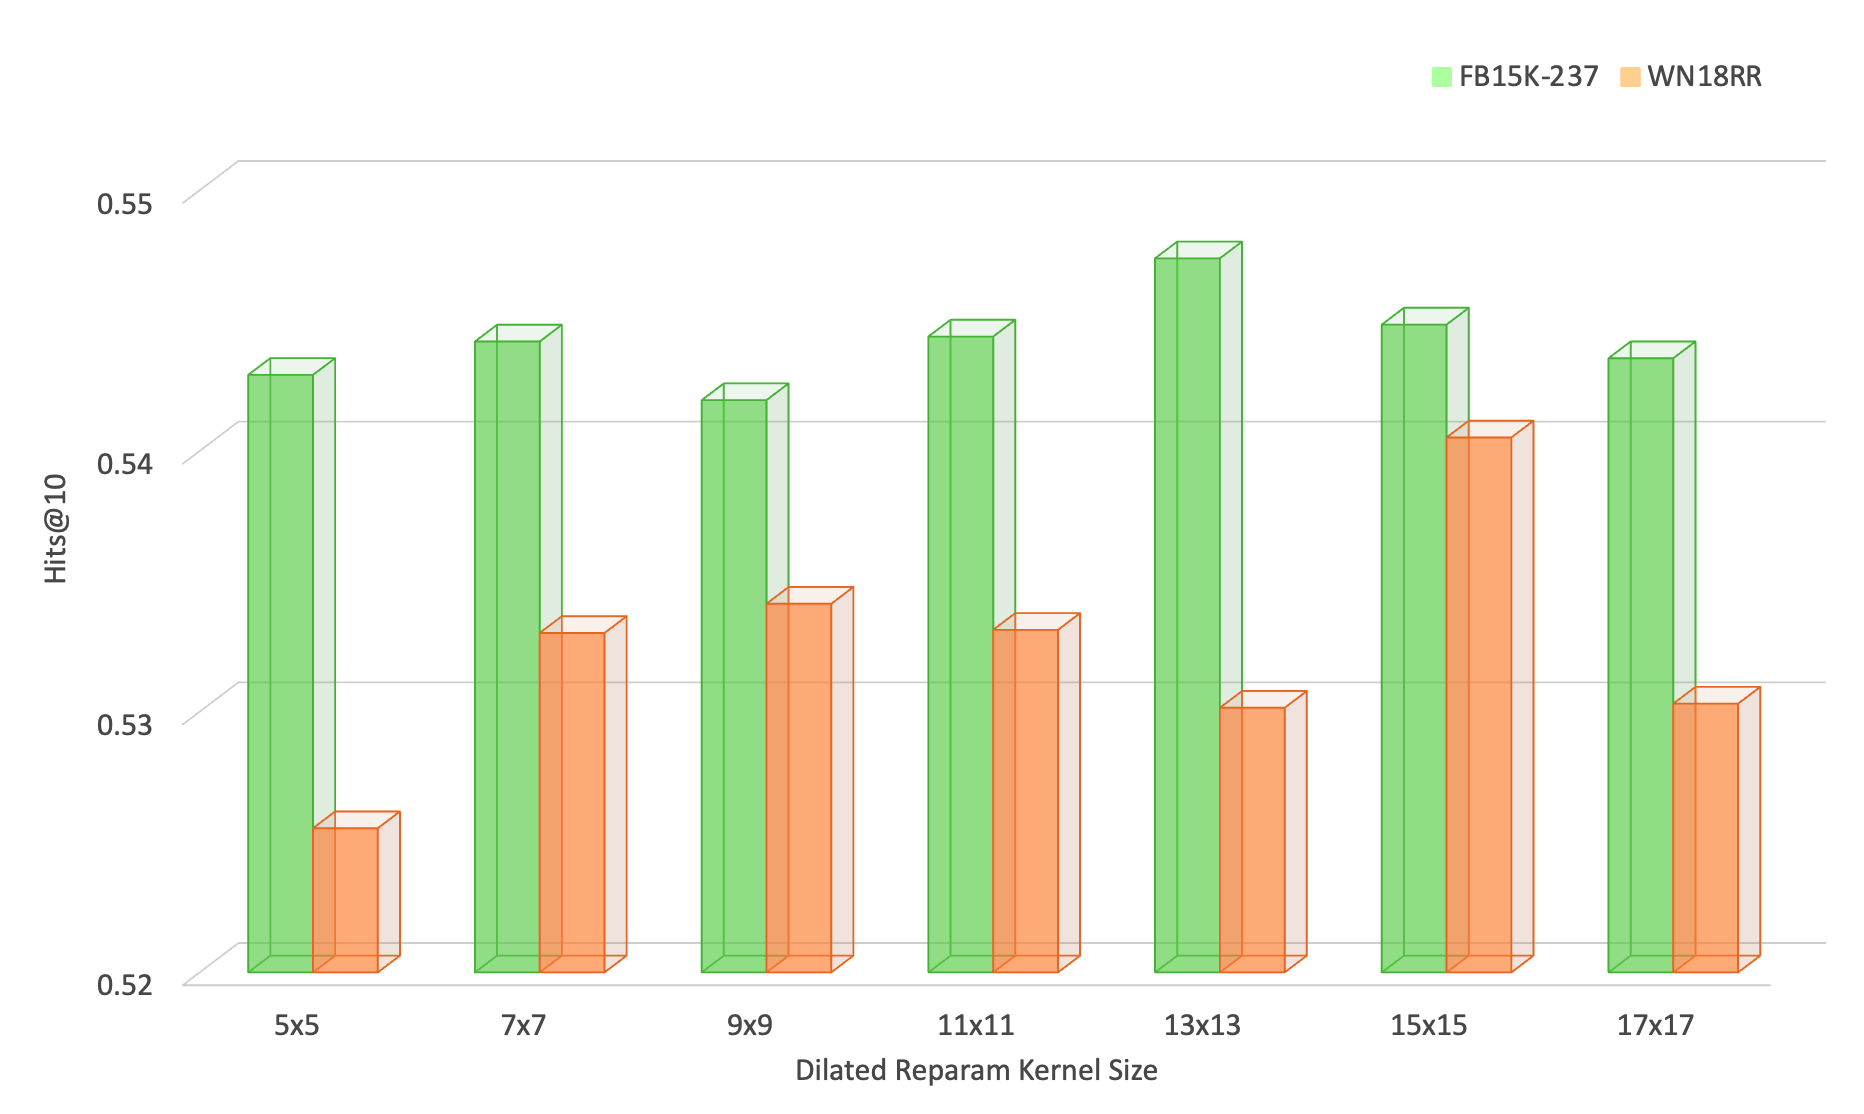 FB15K-237 WN18RR
0.55
0.54
0.53
0.52
Hits@10
5x5 7x7 9x9 11x11 13x13 15x15 17x17
Dilated Reparam Kernel Size